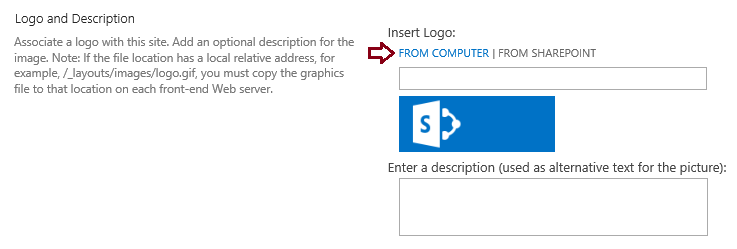 Logo and Description
Associate a logo with this site. Add an optional description for the
image. Note: If the file location has a local relative address, for
example, /_layouts/images/logo.gif, you must copy the graphics
file to that location on each front-end Web server.
Insert Logo:
FROM COMPUTER | FROM SHAREPOINT
S
Enter a description (used as alternative text for the picture):